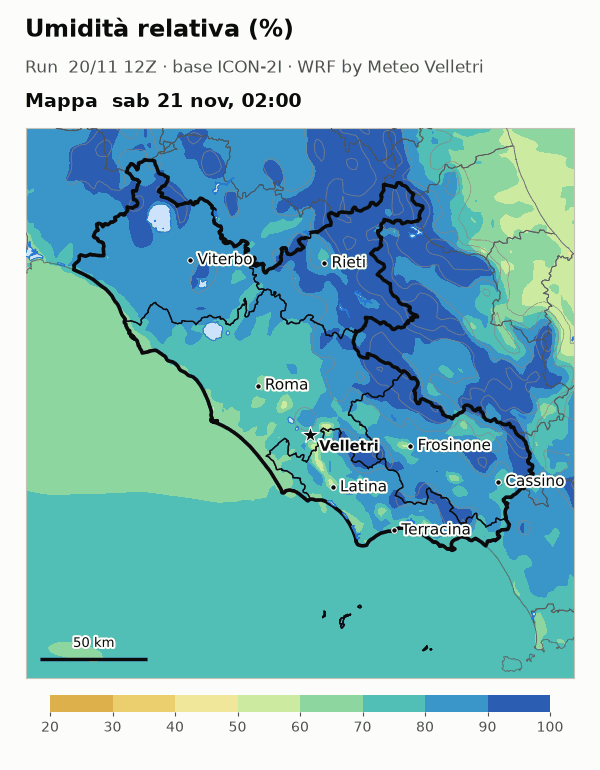 Umidità relativa (%)
Run  20/11 12Z · base ICON-2I · WRF by Meteo Velletri
Mappa  sab 21 nov, 02:00
Viterbo
Rieti
Roma
Velletri
Frosinone
Cassino
Latina
Terracina
50 km
20 30 40 50 60 70 80 90 100